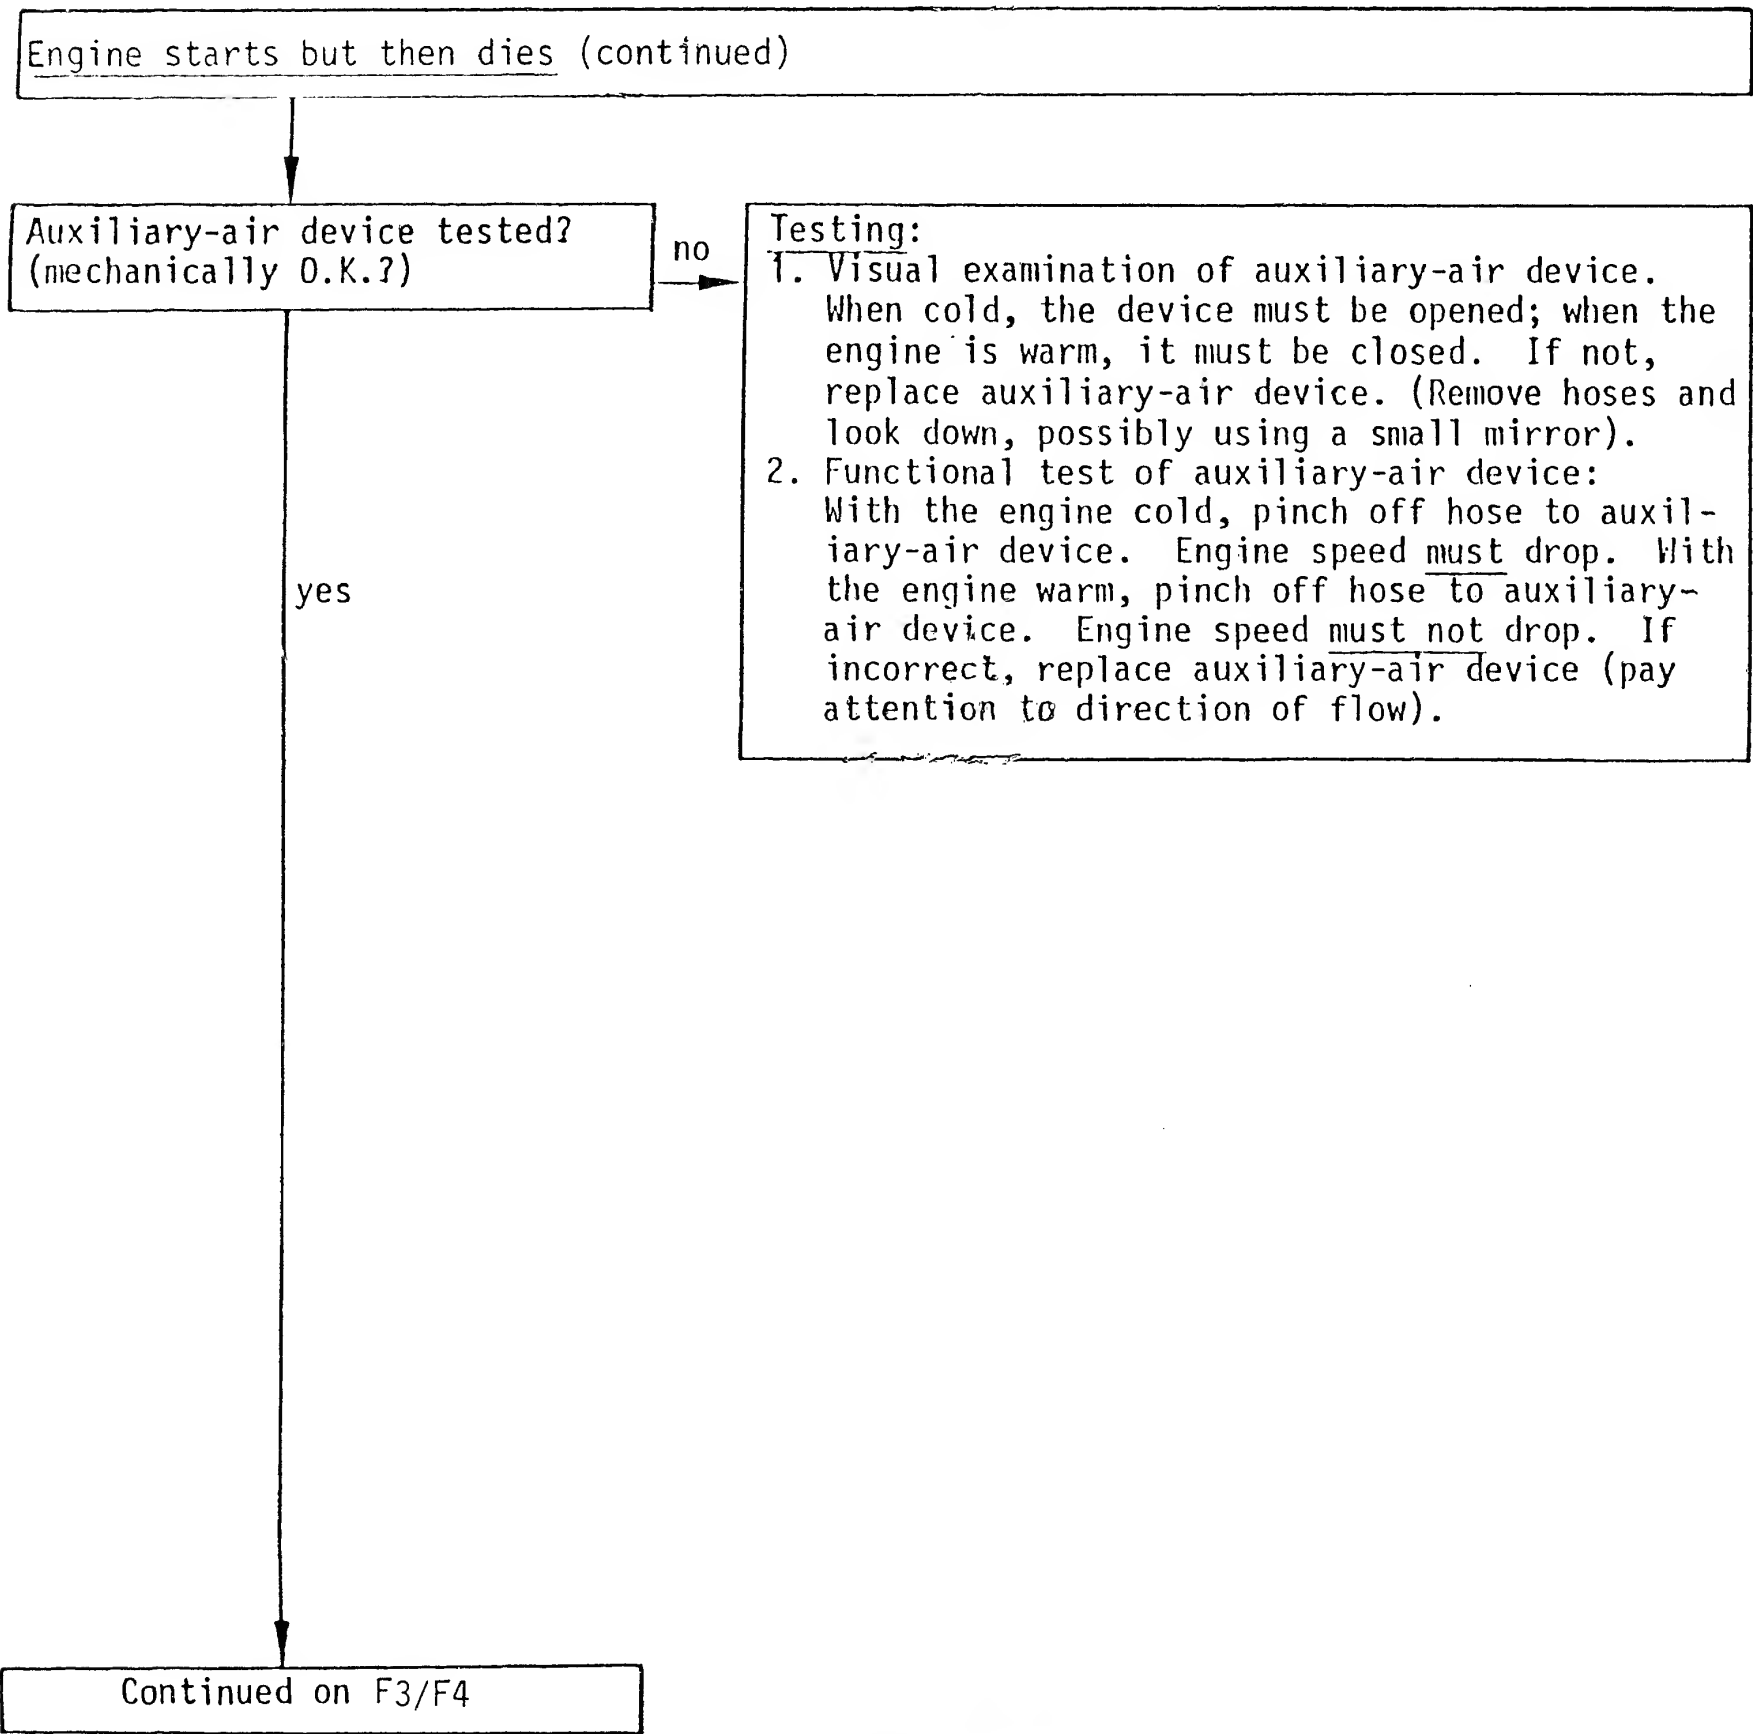 Engine starts but then dies (continued)
Auxiliary-air device tested?
(mechanically O.K.?)
no
Testing:
1. Visual examination of auxiliary-air device.
When cold, the device must be opened; when the
engine is warm, it must be closed. If not,
replace auxiliary-air device. (Remove hoses and
look down, possibly using a small mirror).
2. Functional test of auxiliary-air device:
With the engine cold, pinch off hose to auxil-
iary-air device. Engine speed must drop. With
the engine warm, pinch off hose to auxiliary-
air device. Engine speed must not drop. If
incorrect, replace auxiliary-air device (pay
attention to direction of flow).
yes
Continued on F3/F4